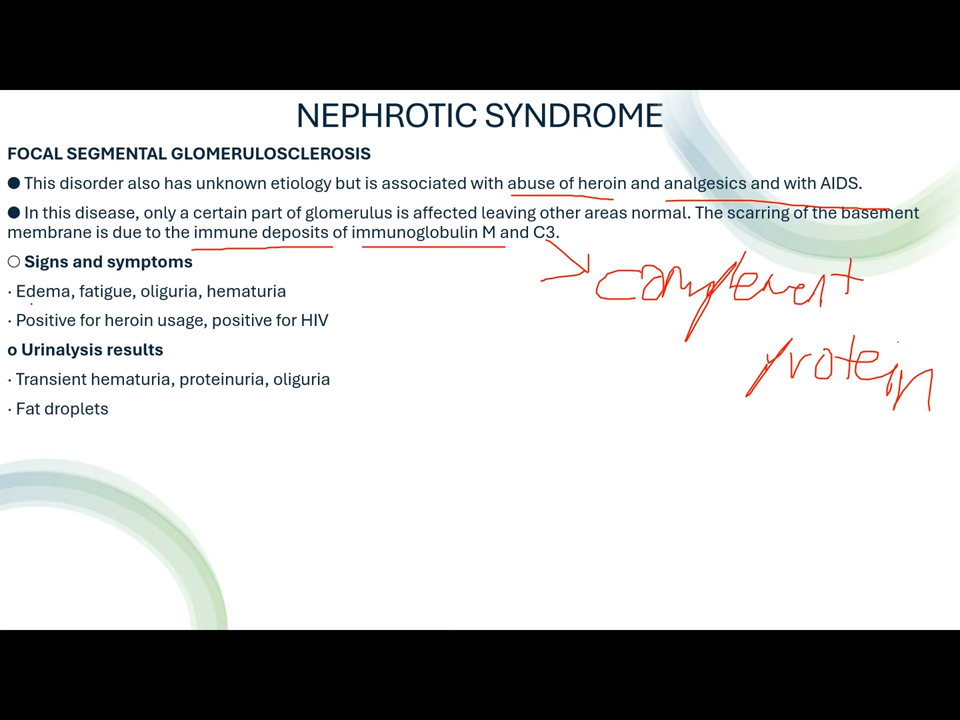 NEPHROTIC SYNDROME
FOCAL SEGMENTAL GLOMERULOSCLEROSIS
● This disorder also has unknown etiology but is associated with abuse of heroin and analgesics and with AIDS.
● In this disease, only a certain part of glomerulus is affected leaving other areas normal. The scarring of the basement
membrane is due to the immune deposits of immunoglobulin M and C3.
○ Signs and symptoms
· Edema, fatigue, oliguria, hematuria
complement
· Positive for heroin usage, positive for HIV
o Urinalysis results
protein
· Transient hematuria, proteinuria, oliguria
· Fat droplets